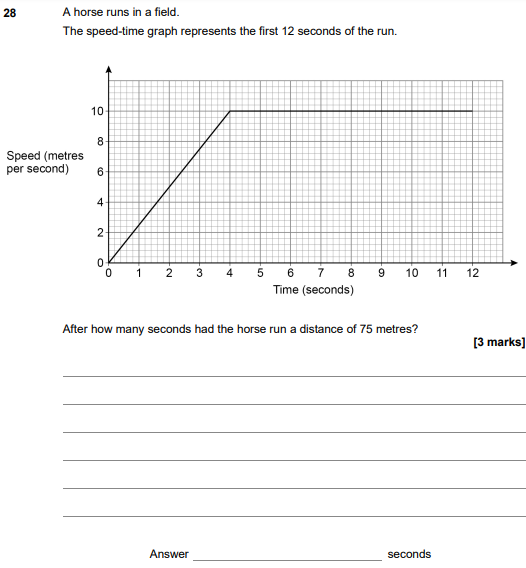 28 A horse runs in a field.
The speed-time graph represents the first 12 seconds of the run.
10
8
Speed (metres
per second)
6
4
2
0
0 1 2 3 4 5 6 7 8 9 10 11 12
Time (seconds)
After how many seconds had the horse run a distance of 75 metres?
[3 marks]
Answer seconds